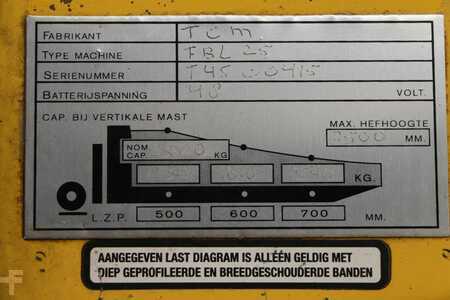 FABRIKANT TCM
TYPE MACHINE FBL 25
SERIENUMMER
BATTERIJSPANNING 48 VOLT.
CAP. BIJ VERTIKALE MAST
MAX. HEFHOOGTE
MM.
NOM. CAP. KG
KG.
L.Z.P. 500 600 700 MM.
AANGEGEVEN LAST DIAGRAM IS ALLÉÉN GELDIG MET
DIEP GEPROFILEERDE EN BREEDGESCHOUDERDE BANDEN